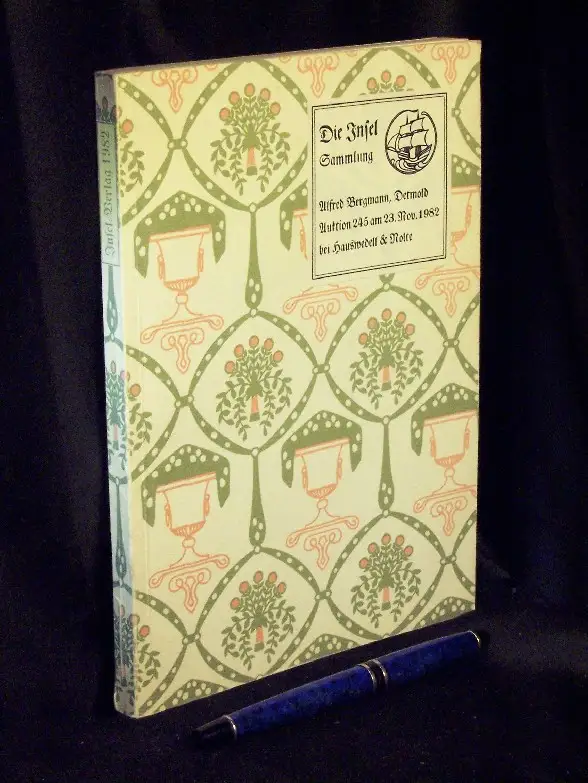 Die Insel
Sammlung
Alfred Bergmann, Detmold
Auktion 245 am 23. Nov. 1982
bei Hauswedell & Nolte
Insel Verlag 1982